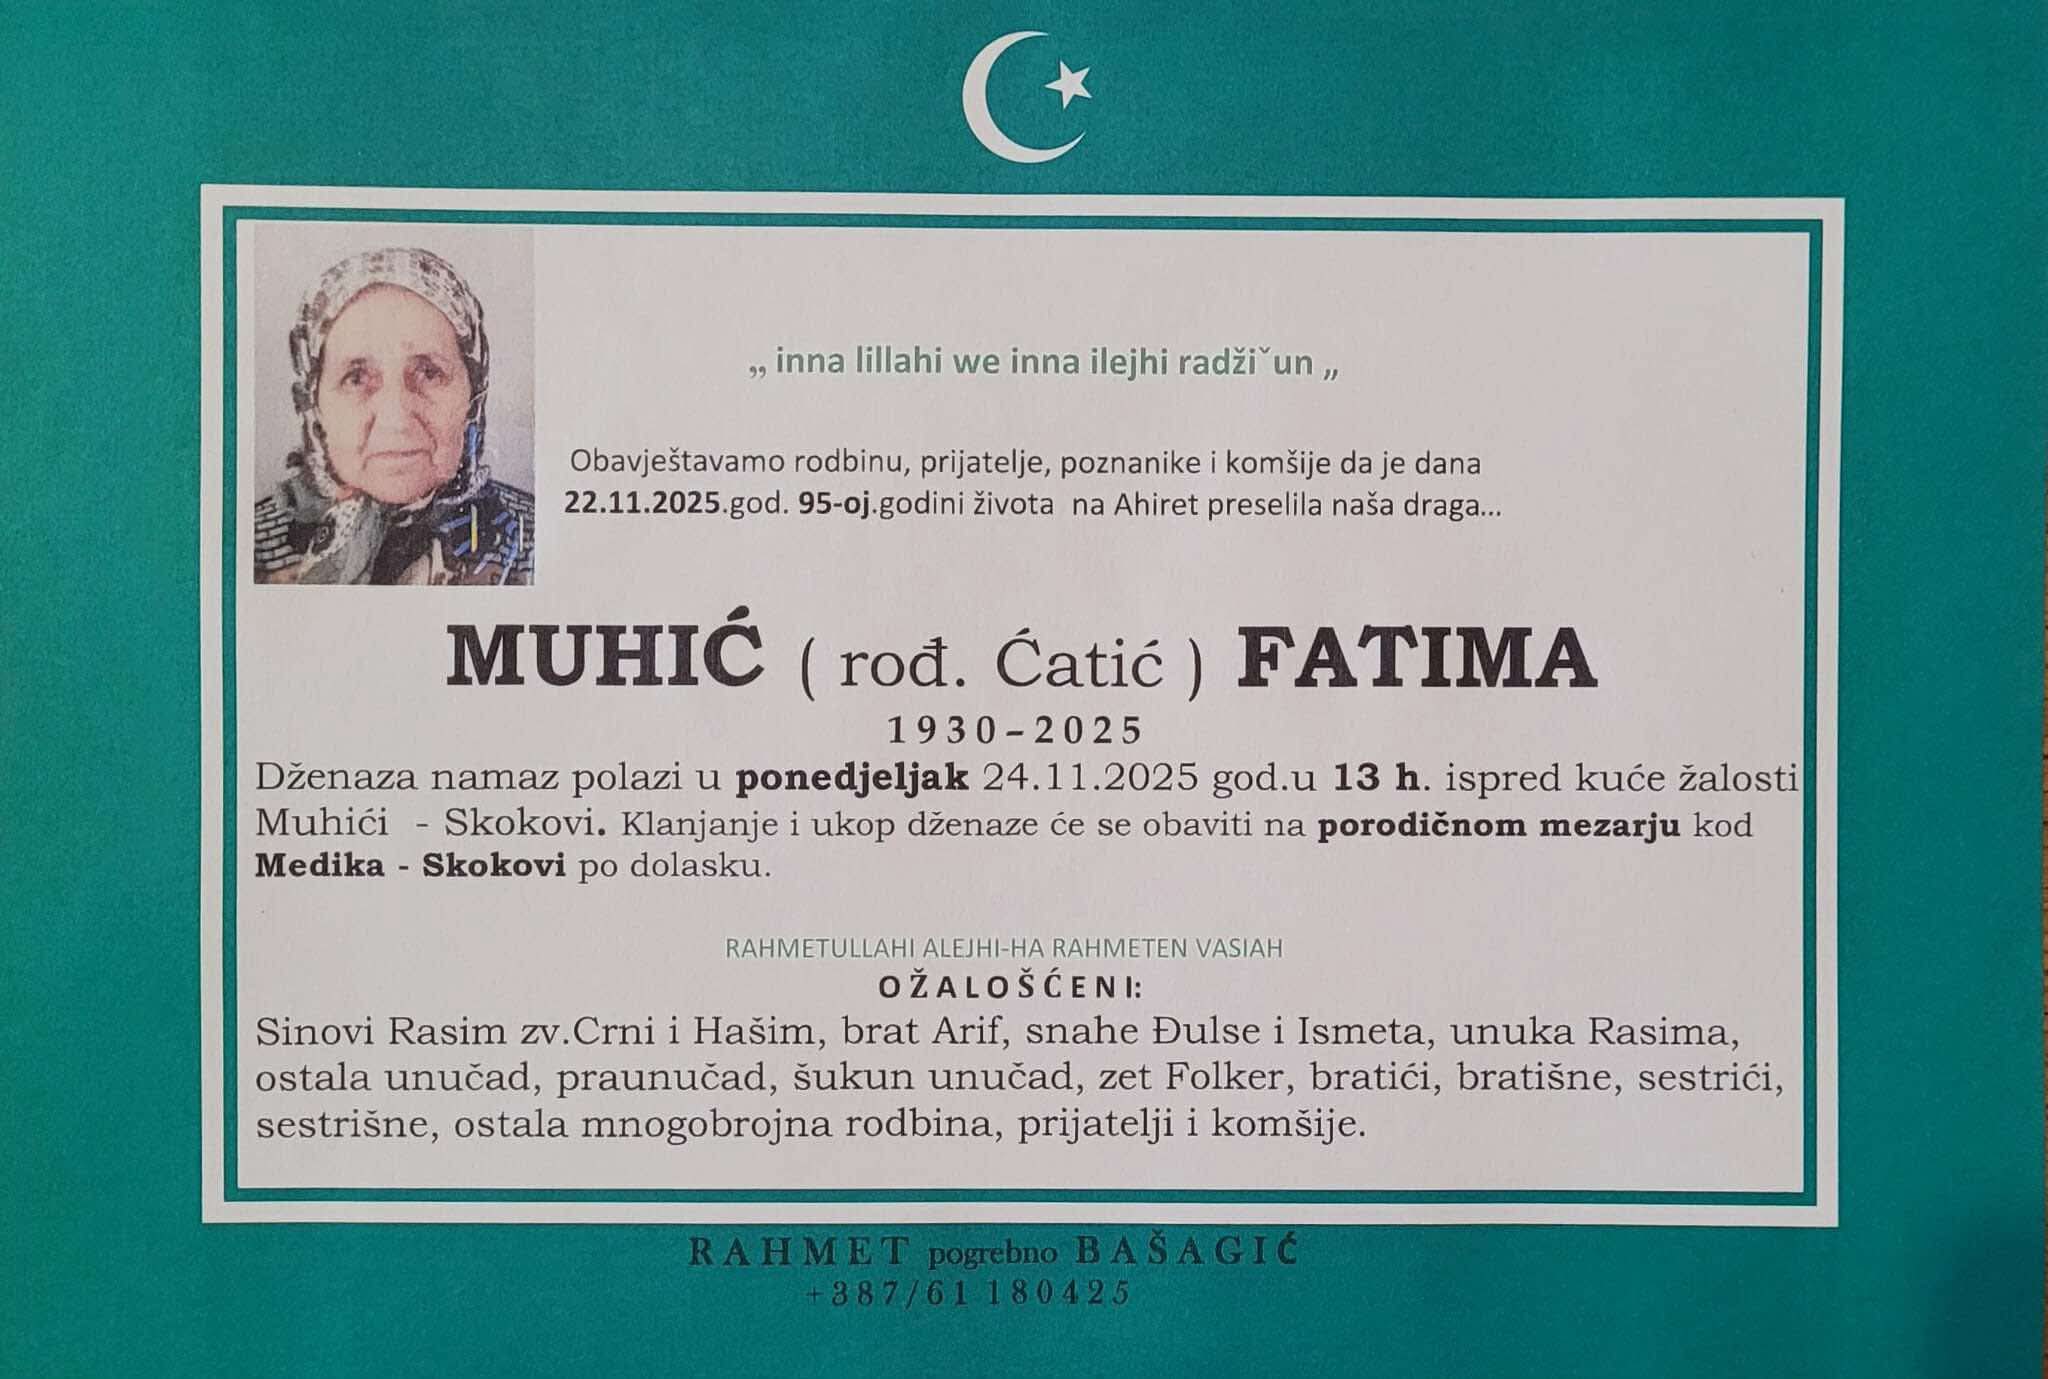 „ inna lillahi we inna ilejhi radžiˇun „
Obavještavamo rodbinu, prijatelje, poznanike i komšije da je dana
22.11.2025.god. 95-oj.godini života na Ahiret preselila naša draga...
MUHIĆ ( rođ. Ćatić ) FATIMA
1930-2025
Dženaza namaz polazi u ponedjeljak 24.11.2025 god.u 13 h. ispred kuće žalosti
Muhići - Skokovi. Klanjanje i ukop dženaze će se obaviti na porodičnom mezarju kod
Medika - Skokovi po dolasku.
RAHMETULLAHI ALEJHI-HA RAHMETEN VASIAH
OŽALOŠĆENI:
Sinovi Rasim zv.Crni i Hašim, brat Arif, snahe Đulse i Ismeta, unuka Rasima,
ostala unučad, praunučad, šukun unučad, zet Folker, bratići, bratišne, sestrići,
sestrišne, ostala mnogobrojna rodbina, prijatelji i komšije.
RAHMET pogrebno BAŠAGIĆ
+387/61 180425